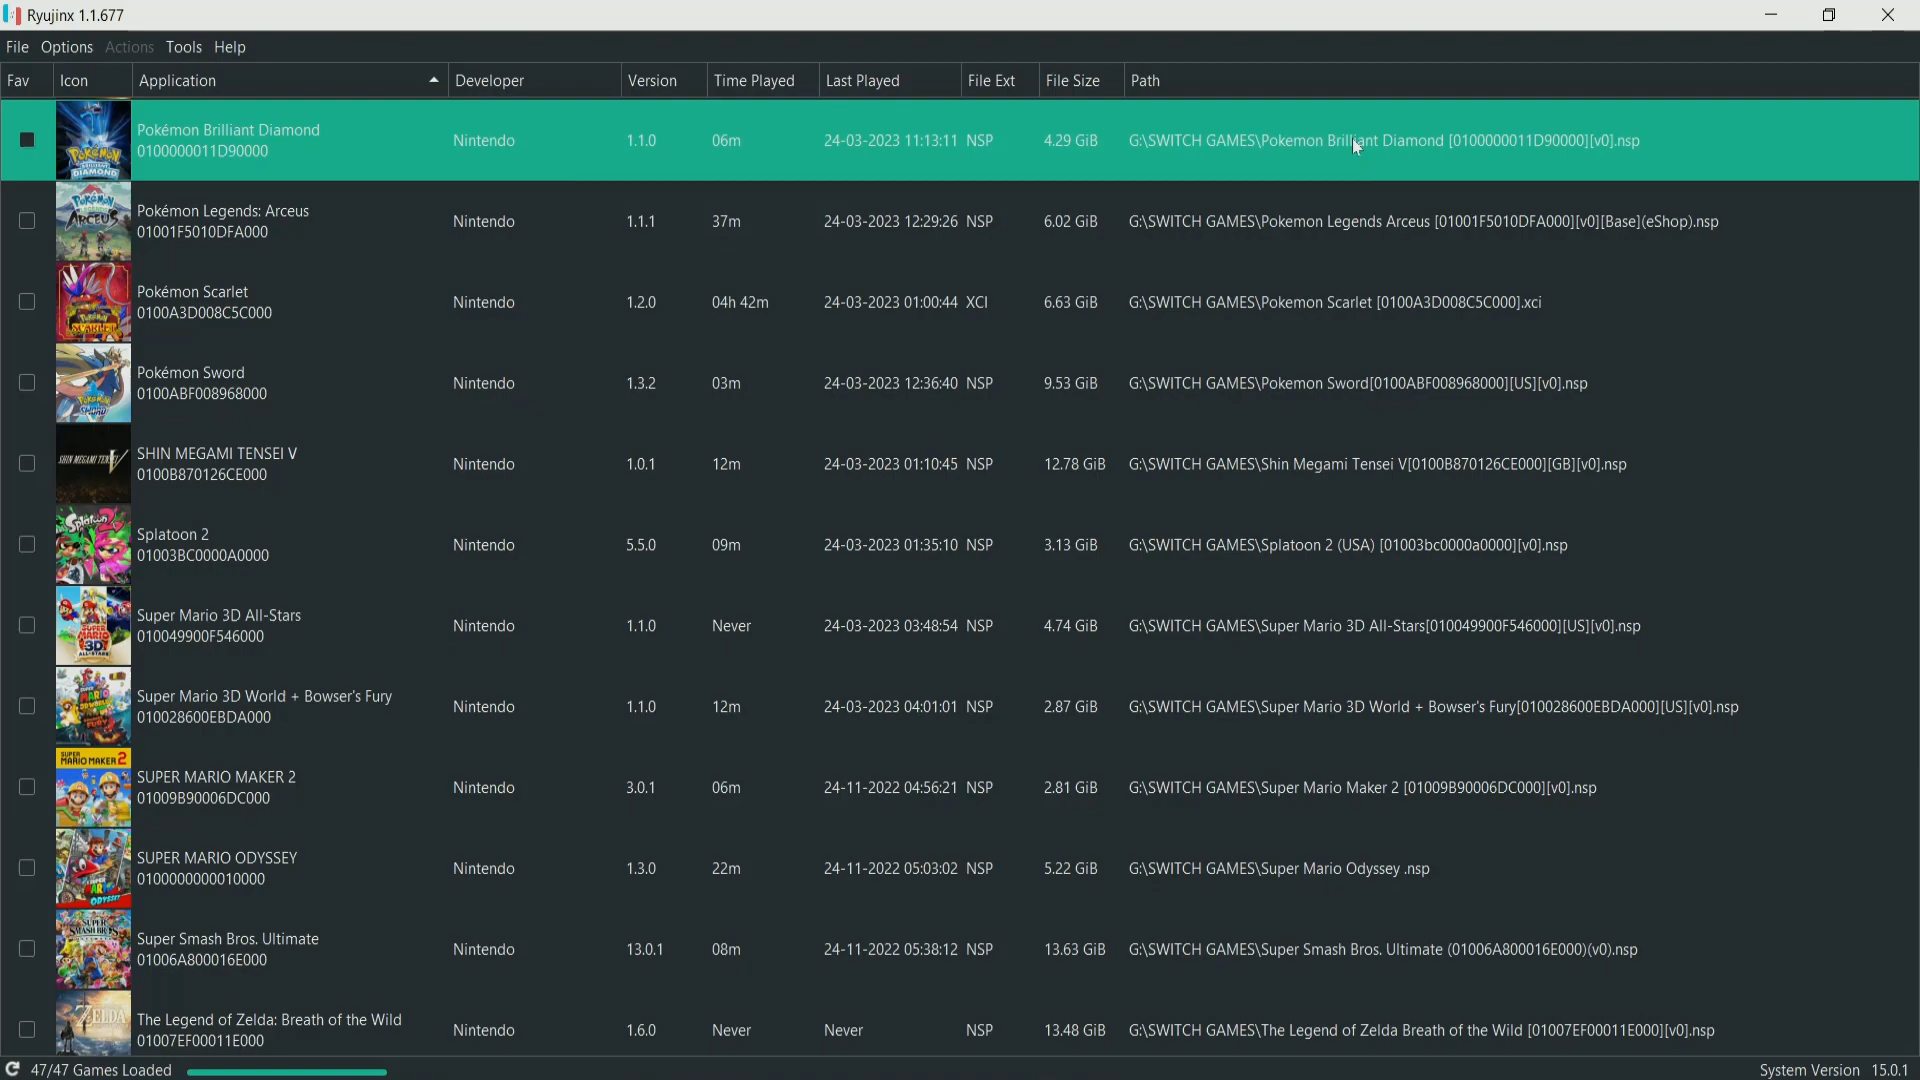 Ryujinx 1.1.677
File Options Actions Tools Help
Fav Icon Application Developer Version Time Played Last Played File Ext File Size Path
Pokémon Brilliant Diamond
0100000011D90000
Nintendo 1.1.0 06m 24-03-2023 11:13:11 NSP 4.29 GiB G:\SWITCH GAMES\Pokemon Brilliant Diamond [0100000011D90000][v0].nsp
Pokémon Legends: Arceus
01001F5010DFA000
Nintendo 1.1.1 37m 24-03-2023 12:29:26 NSP 6.02 GiB G:\SWITCH GAMES\Pokemon Legends Arceus [01001F5010DFA000][v0][Base](eShop).nsp
Pokémon Scarlet
0100A3D008C5C000
Nintendo 1.2.0 04h 42m 24-03-2023 01:00:44 XCI 6.63 GiB G:\SWITCH GAMES\Pokemon Scarlet [0100A3D008C5C000].xci
Pokémon Sword
0100ABF008968000
Nintendo 1.3.2 03m 24-03-2023 12:36:40 NSP 9.53 GiB G:\SWITCH GAMES\Pokemon Sword[0100ABF008968000][US][v0].nsp
SHIN MEGAMI TENSEI V
0100B870126CE000
Nintendo 1.0.1 12m 24-03-2023 01:10:45 NSP 12.78 GiB G:\SWITCH GAMES\Shin Megami Tensei V[0100B870126CE000][GB][v0].nsp
Splatoon 2
01003BC0000A0000
Nintendo 5.5.0 09m 24-03-2023 01:35:10 NSP 3.13 GiB G:\SWITCH GAMES\Splatoon 2 (USA) [01003bc0000a0000][v0].nsp
Super Mario 3D All-Stars
010049900F546000
Nintendo 1.1.0 Never 24-03-2023 03:48:54 NSP 4.74 GiB G:\SWITCH GAMES\Super Mario 3D All-Stars[010049900F546000][US][v0].nsp
Super Mario 3D World + Bowser's Fury
010028600EBDA000
Nintendo 1.1.0 12m 24-03-2023 04:01:01 NSP 2.87 GiB G:\SWITCH GAMES\Super Mario 3D World + Bowser's Fury[010028600EBDA000][US][v0].nsp
SUPER MARIO MAKER 2
01009B90006DC000
Nintendo 3.0.1 06m 24-11-2022 04:56:21 NSP 2.81 GiB G:\SWITCH GAMES\Super Mario Maker 2 [01009B90006DC000][v0].nsp
SUPER MARIO ODYSSEY
0100000000010000
Nintendo 1.3.0 22m 24-11-2022 05:03:02 NSP 5.22 GiB G:\SWITCH GAMES\Super Mario Odyssey .nsp
Super Smash Bros. Ultimate
01006A800016E000
Nintendo 13.0.1 08m 24-11-2022 05:38:12 NSP 13.63 GiB G:\SWITCH GAMES\Super Smash Bros. Ultimate (01006A800016E000)(v0).nsp
The Legend of Zelda: Breath of the Wild
01007EF00011E000
Nintendo 1.6.0 Never Never NSP 13.48 GiB G:\SWITCH GAMES\The Legend of Zelda Breath of the Wild [01007EF00011E000][v0].nsp
47/47 Games Loaded System Version 15.0.1